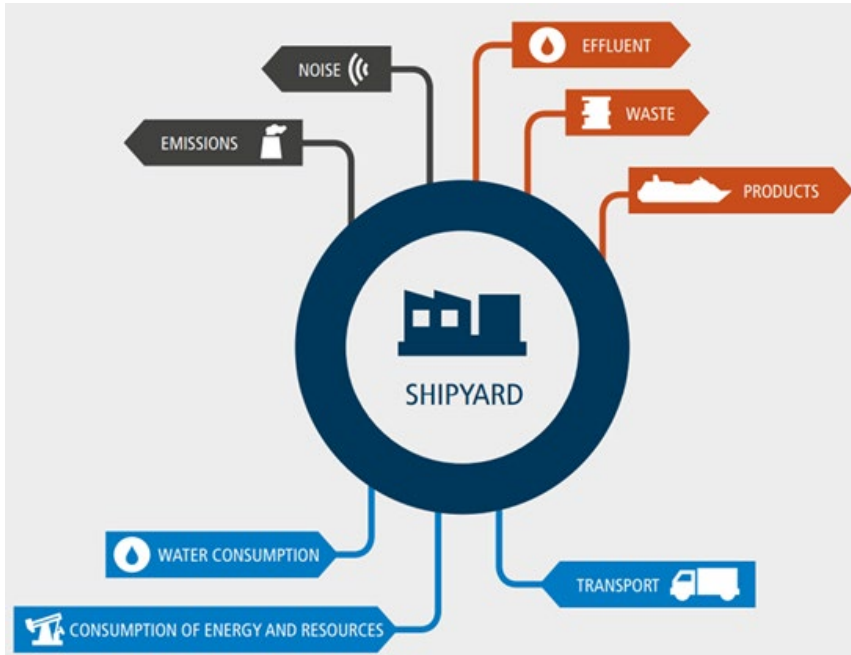 EFFLUENT
NOISE
WASTE
EMISSIONS
PRODUCTS
SHIPYARD
WATER CONSUMPTION
TRANSPORT
CONSUMPTION OF ENERGY AND RESOURCES